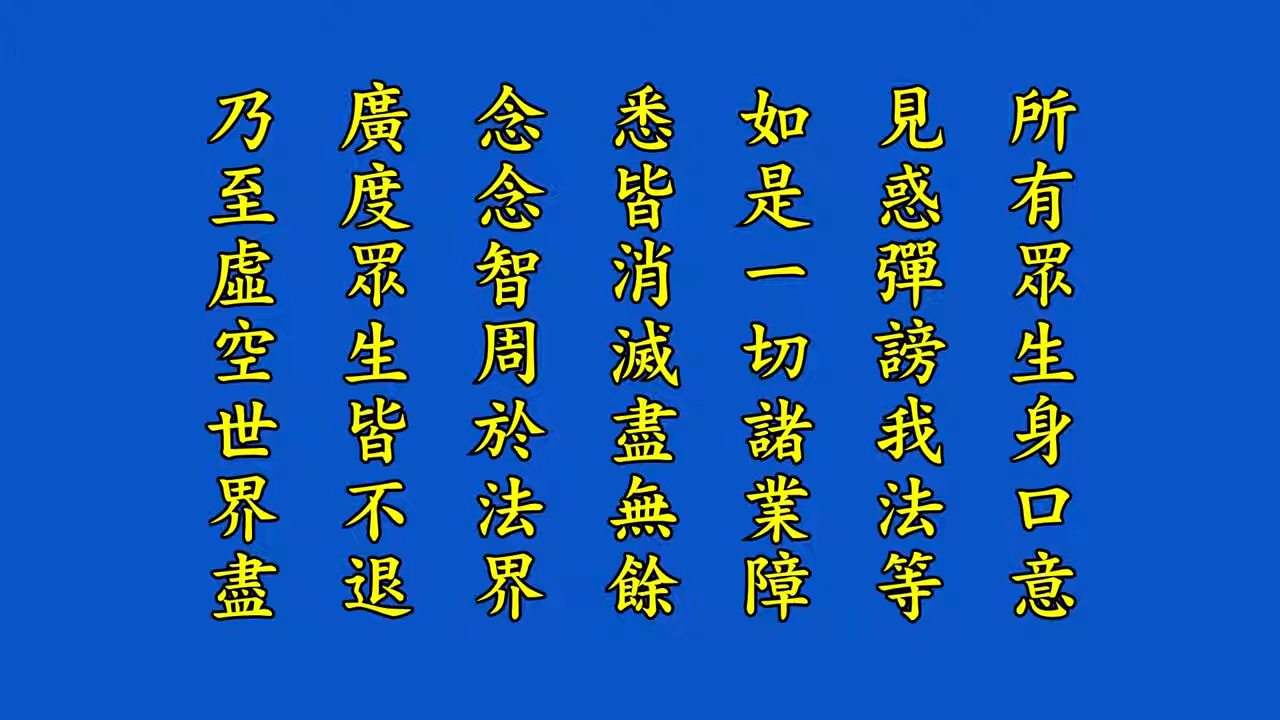 所有眾生身口意
見惑彈謗我法等
如是一切諸業障
悉皆消滅盡無餘
念念智周於法界
廣度眾生皆不退
乃至虛空世界盡